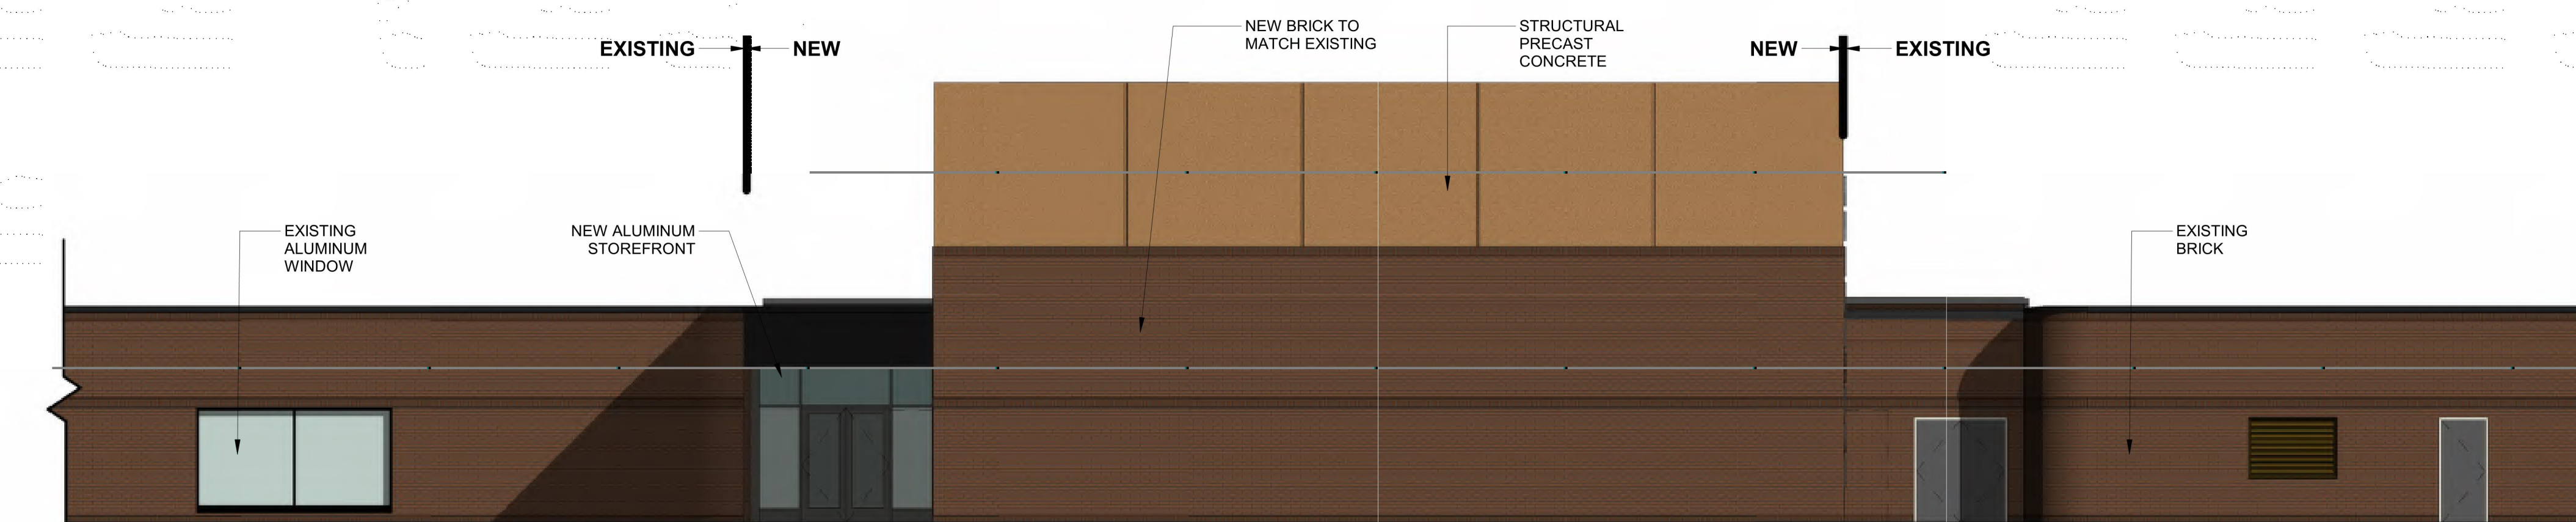 EXISTING
NEW
NEW BRICK TO
MATCH EXISTING
STRUCTURAL
PRECAST
CONCRETE
NEW
EXISTING
EXISTING
ALUMINUM
WINDOW
NEW ALUMINUM
STOREFRONT
EXISTING
BRICK